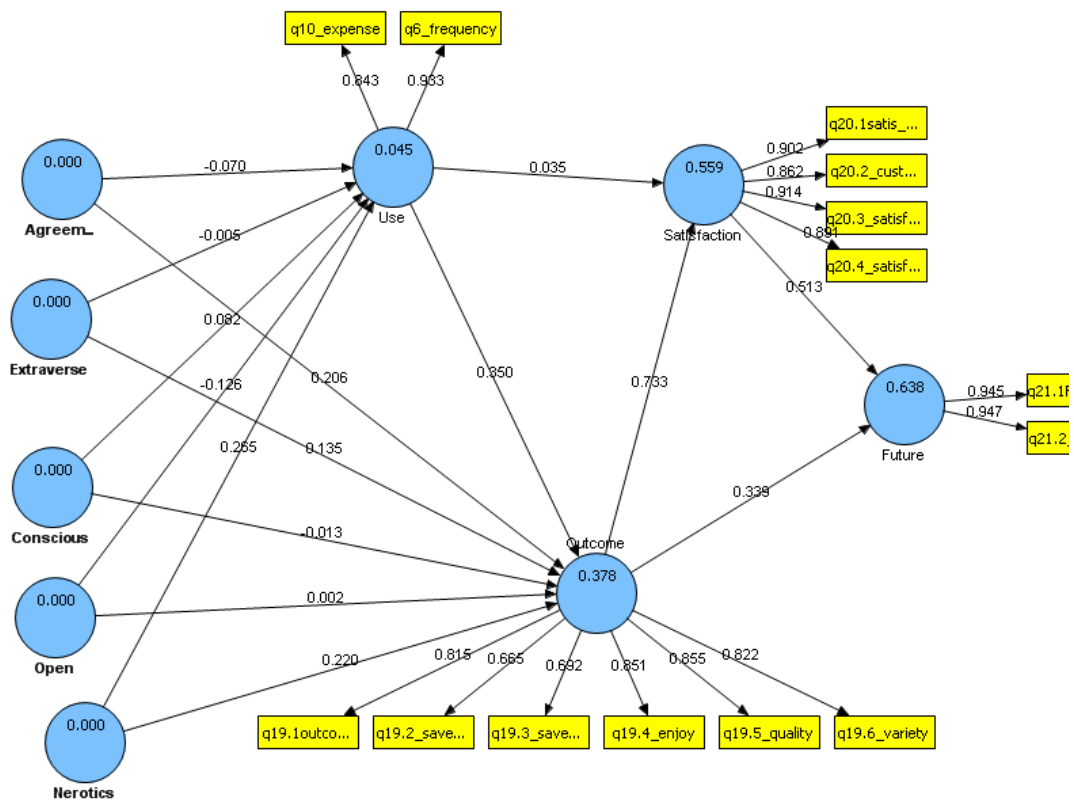 q10_expense
q6_frequency
0.843
0.933
q20.1satis_...
0.000
0.045
0.902
-0.070
0.035
0.559
0.862
q20.2_cust...
0.914
Use
q20.3_satisf...
Agreem...
Satisfaction
0.891
-0.005
q20.4_satisf...
0.000
0.513
0.082
Extraverse
0.206
0.350
0.733
-0.126
0.638
0.945
q21.1F
0.947
q21.2_
0.265
0.135
Future
0.000
0.339
Conscious
-0.013
Outcome
0.000
0.378
0.002
Open
0.220
0.815
0.665
0.692
0.851
0.855
0.822
0.000
q19.1outco...
q19.2_save...
q19.3_save...
q19.4_enjoy
q19.5_quality
q19.6_variety
Nerotics